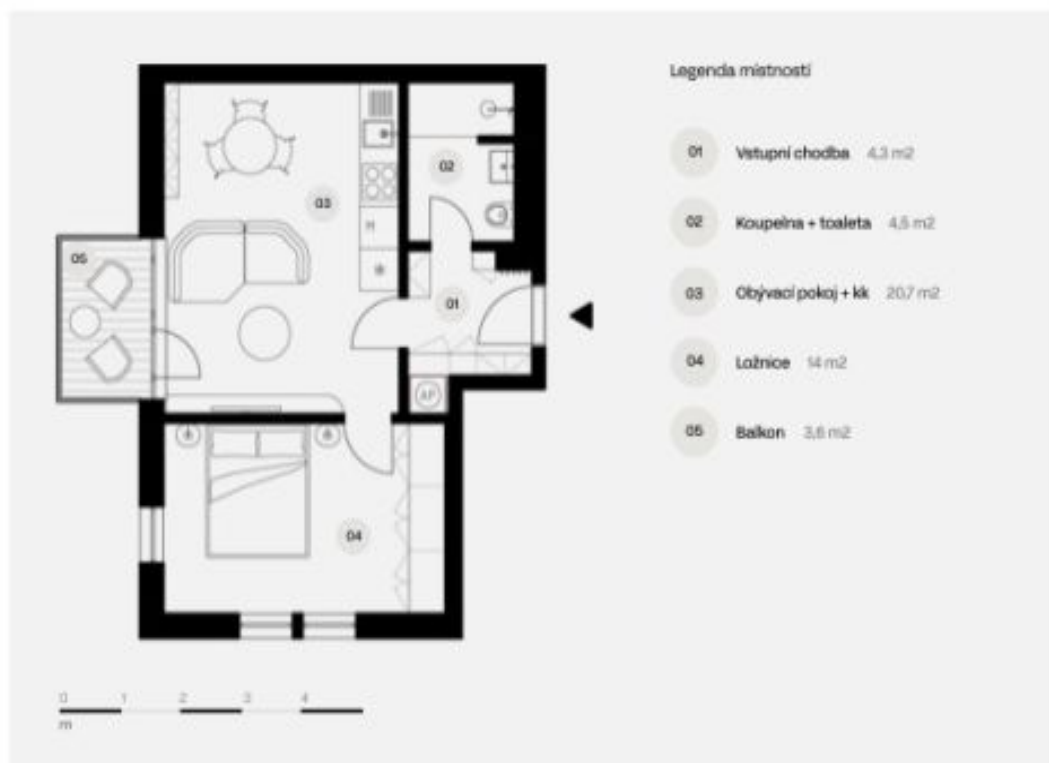 Legenda místností
01 Vstupní chodba 4,3 m2
02 Koupelna + toaleta 4,5 m2
03 Obývací pokoj + kk 20,7 m2
04 Ložnice 14 m2
05 Balkon 3,6 m2
02
03
M
05
01
AP
04
0 1 2 3 4
m